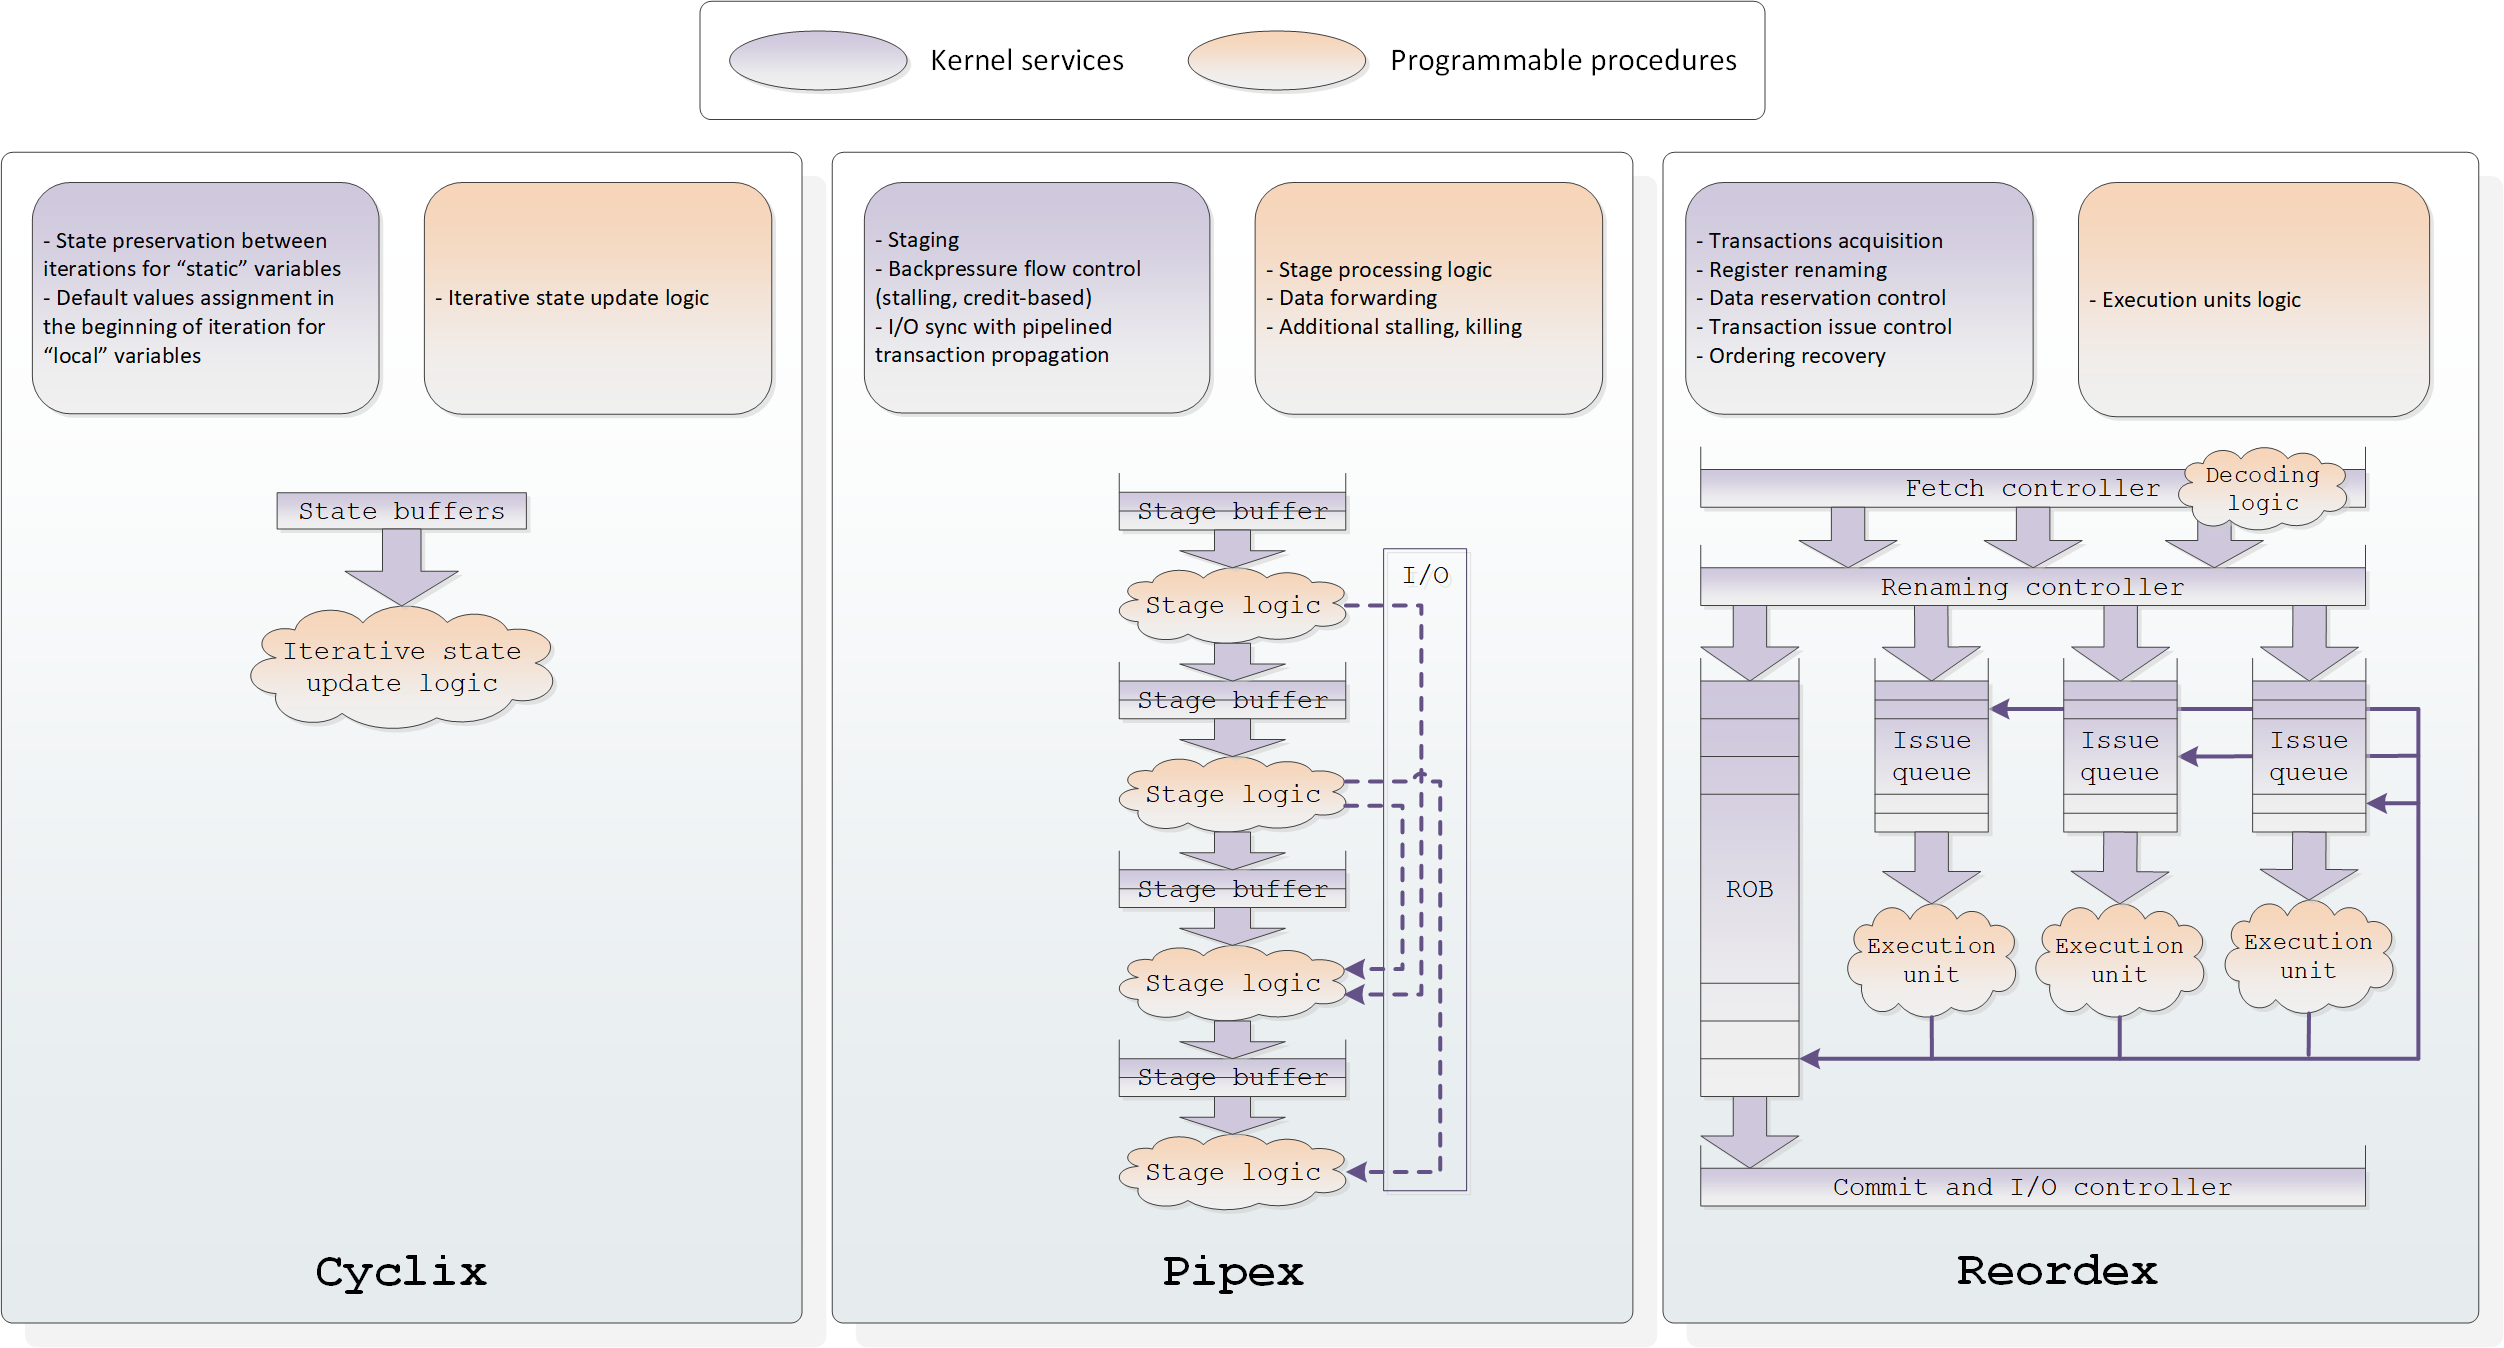 Kernel services
Programmable procedures
- State preservation between
iterations for “static” variables
- Default values assignment in
the beginning of iteration for
“local” variables
- Iterative state update logic
State buffers
Iterative state
update logic
Cyclix
- Staging
- Backpressure flow control
(stalling, credit-based)
- I/O sync with pipelined
transaction propagation
- Stage processing logic
- Data forwarding
- Additional stalling, killing
Stage buffer
I/O
Stage logic
Stage buffer
Stage logic
Stage buffer
Stage logic
Stage buffer
Stage logic
Pipex
- Transactions acquisition
- Register renaming
- Data reservation control
- Transaction issue control
- Ordering recovery
- Execution units logic
Fetch controller
Decoding
logic
Renaming controller
Issue
queue
Issue
queue
Issue
queue
ROB
Execution
unit
Execution
unit
Execution
unit
Commit and I/O controller
Reordex